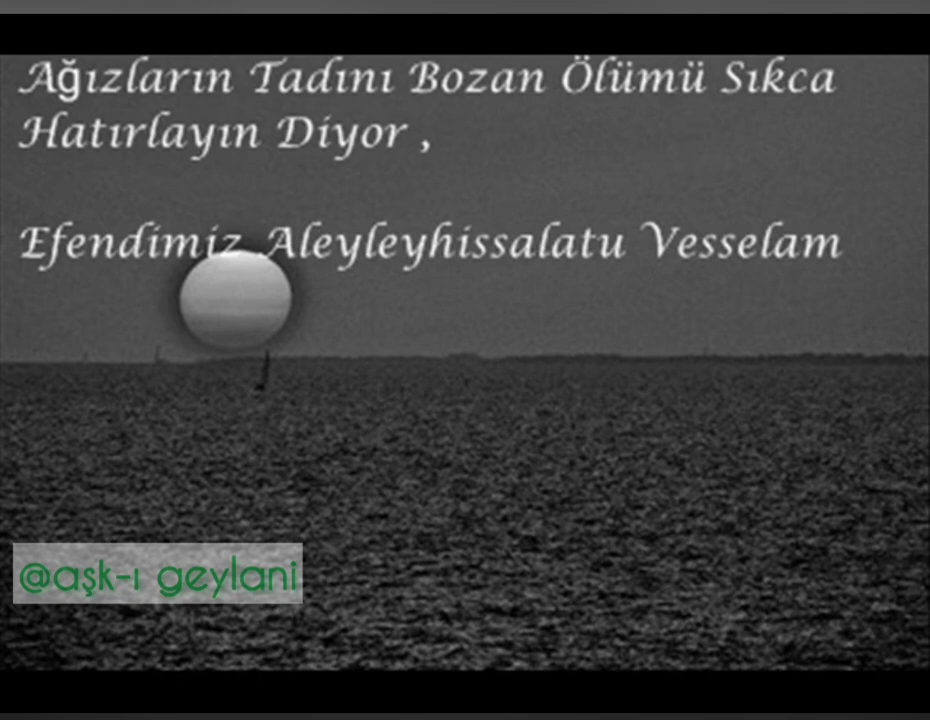 Ağızların Tadını Bozan Ölümü Sıkca
Hatırlayın Diyor ,
Efendimiz Aleyleyhissalatu Vesselam
@aşk-ı geylani